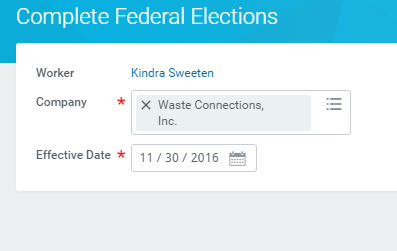 Complete Federal Elections
Worker Kindra Sweeten
Company * × Waste Connections,
Inc.
Effective Date * 11 / 30 / 2016